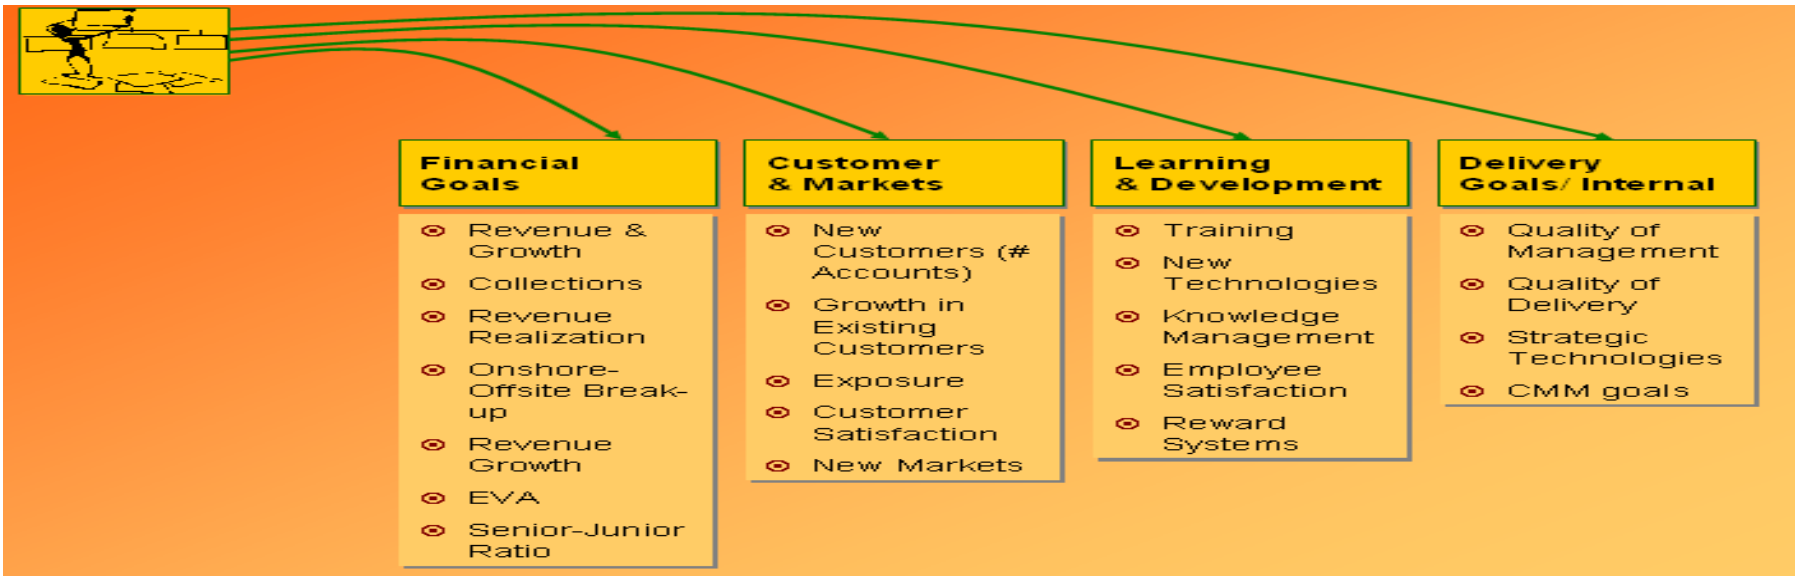 Financial
Goals
Revenue &
Growth
Collections
Revenue
Realization
Onshore-
Offsite Break-
up
Revenue
Growth
EVA
Senior-Junior
Ratio
Customer
& Markets
New
Customers (#
Accounts)
Growth in
Existing
Customers
Exposure
Customer
Satisfaction
New Markets
Learning
& Development
Training
New
Technologies
Knowledge
Management
Employee
Satisfaction
Reward
Systems
Delivery
Goals/ Internal
Quality of
Management
Quality of
Delivery
Strategic
Technologies
CMM goals